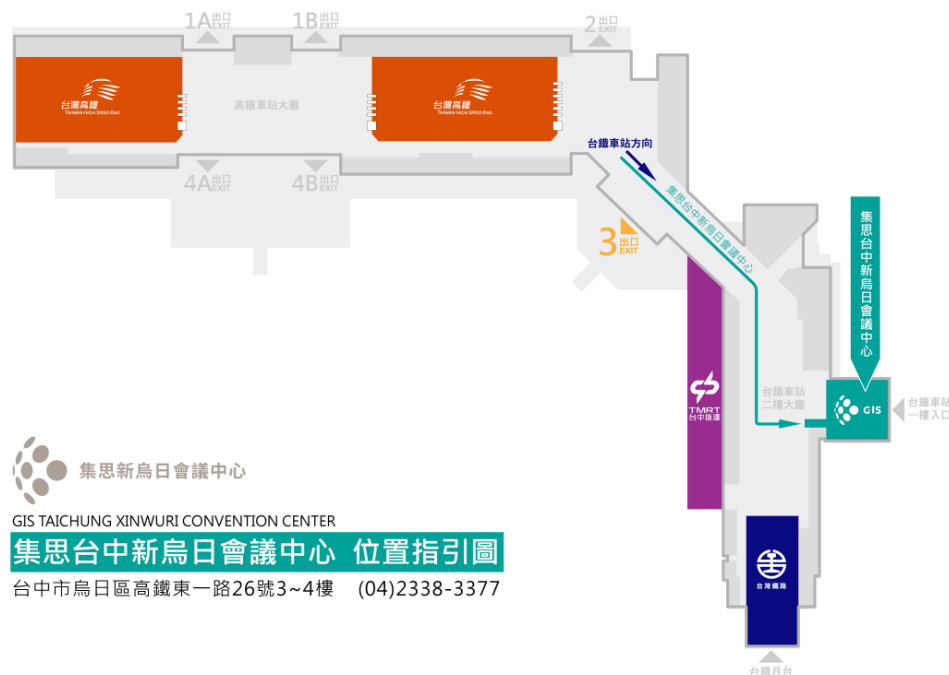 1A 出口 EXIT
1B 出口 EXIT
2 出口 EXIT
台灣高鐵
TAIWAN HIGH SPEED RAIL
高鐵車站大廳
台灣高鐵
TAIWAN HIGH SPEED RAIL
台鐵車站方向
4A 出口 EXIT
4B 出口 EXIT
集思台中新烏日會議中心
集思台中新烏日會議中心
3 出口 EXIT
TMRT
台中捷運
台鐵車站
二樓大廳
GIS
台鐵車站
一樓入口
集思新烏日會議中心
GIS TAICHUNG XINWURI CONVENTION CENTER
集思台中新烏日會議中心 位置指引圖
台中市烏日區高鐵東一路26號3~4樓 (04)2338-3377
台灣鐵路
台鐵月台